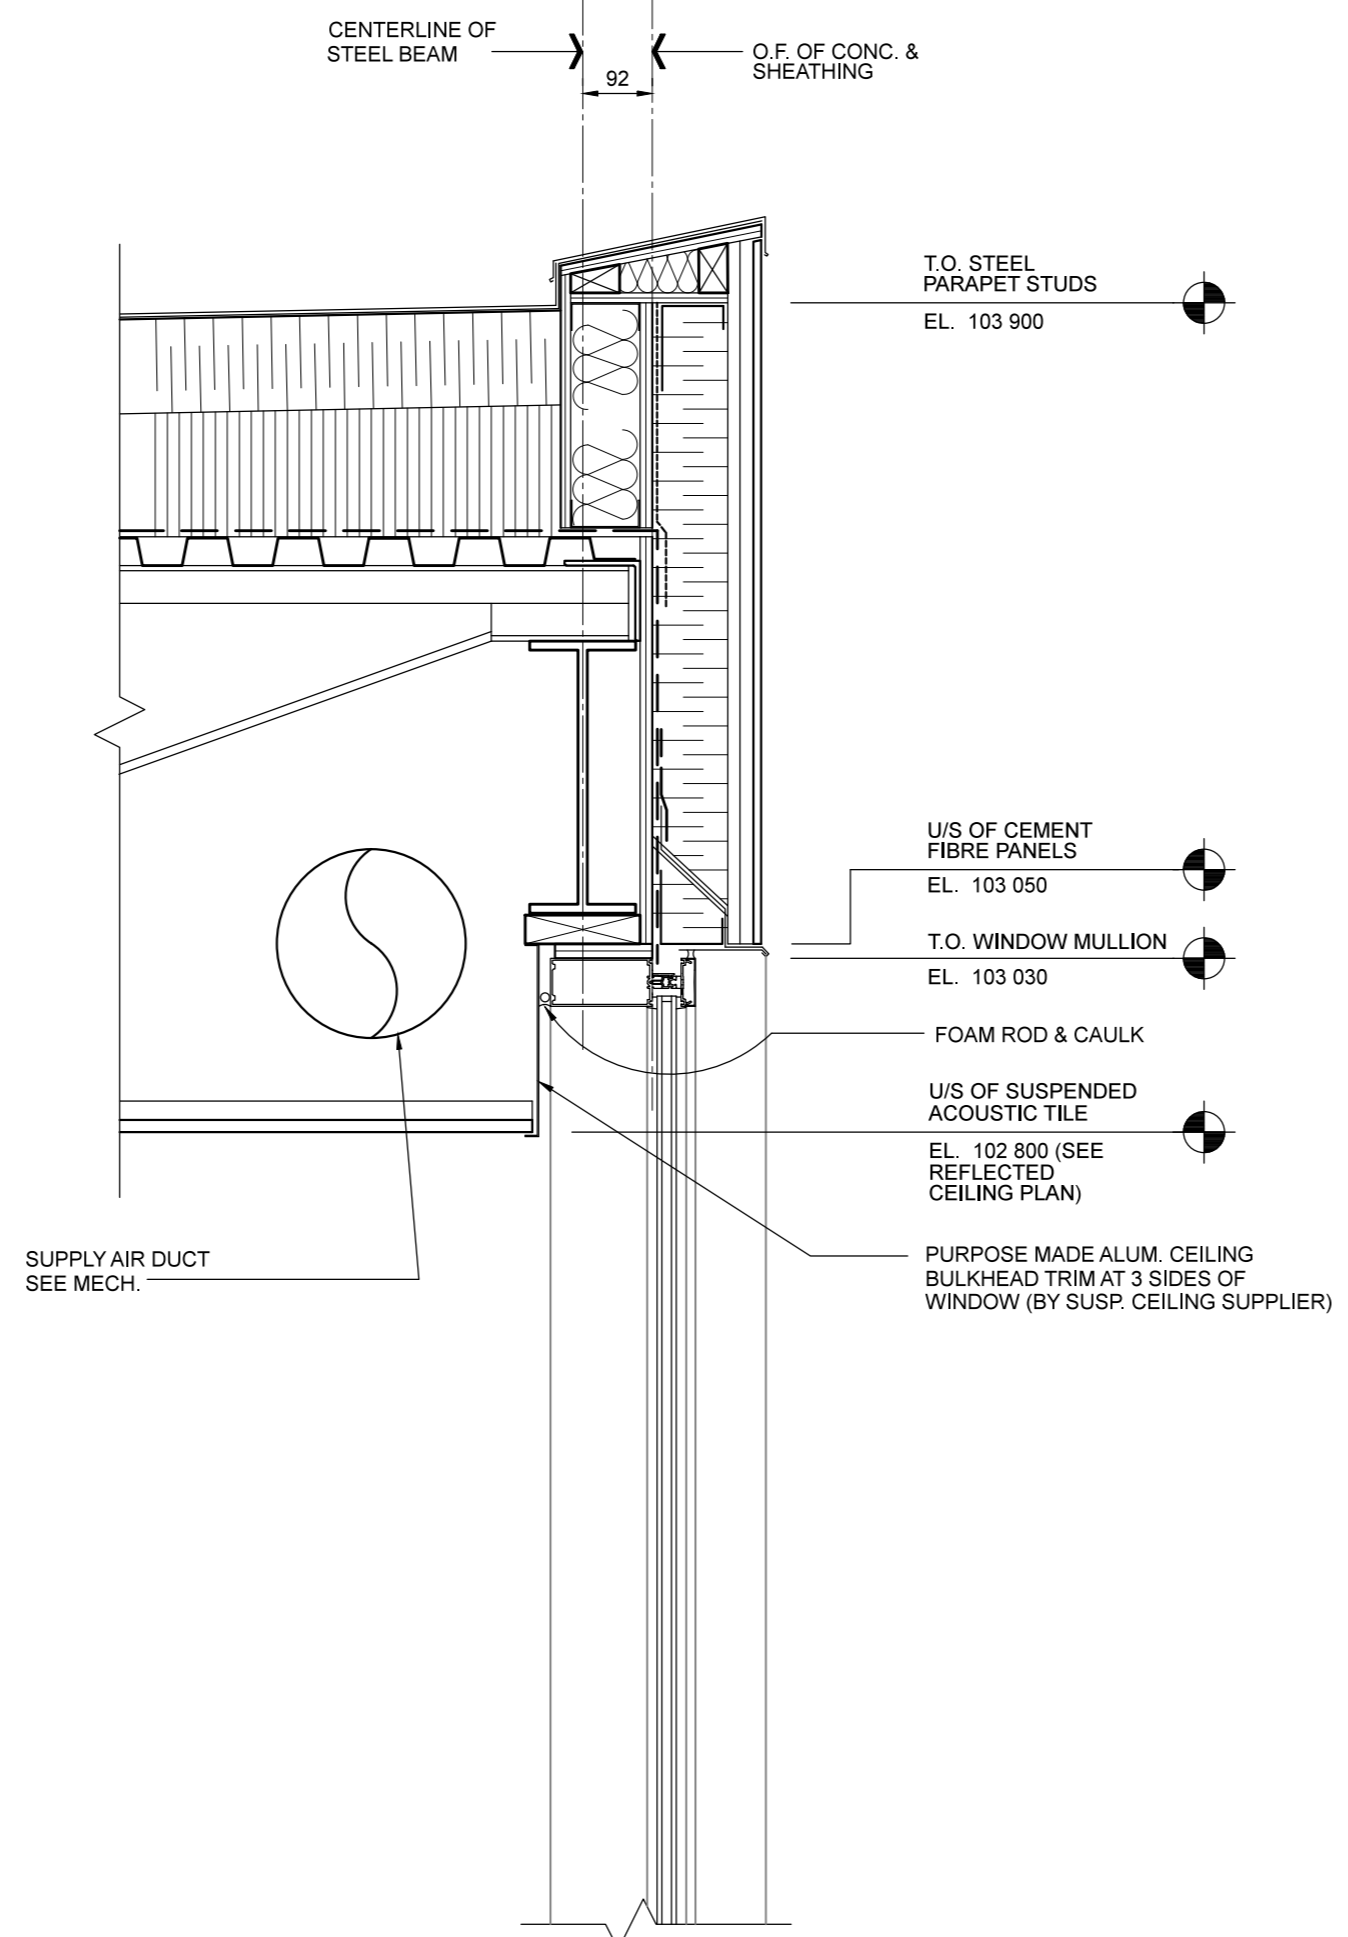 CENTERLINE OF
STEEL BEAM
O.F. OF CONC. &
SHEATHING
92
T.O. STEEL
PARAPET STUDS
EL. 103 900
U/S OF CEMENT
FIBRE PANELS
EL. 103 050
T.O. WINDOW MULLION
EL. 103 030
FOAM ROD & CAULK
U/S OF SUSPENDED
ACOUSTIC TILE
EL. 102 800 (SEE
REFLECTED
CEILING PLAN)
SUPPLY AIR DUCT
SEE MECH.
PURPOSE MADE ALUM. CEILING
BULKHEAD TRIM AT 3 SIDES OF
WINDOW (BY SUSP. CEILING SUPPLIER)